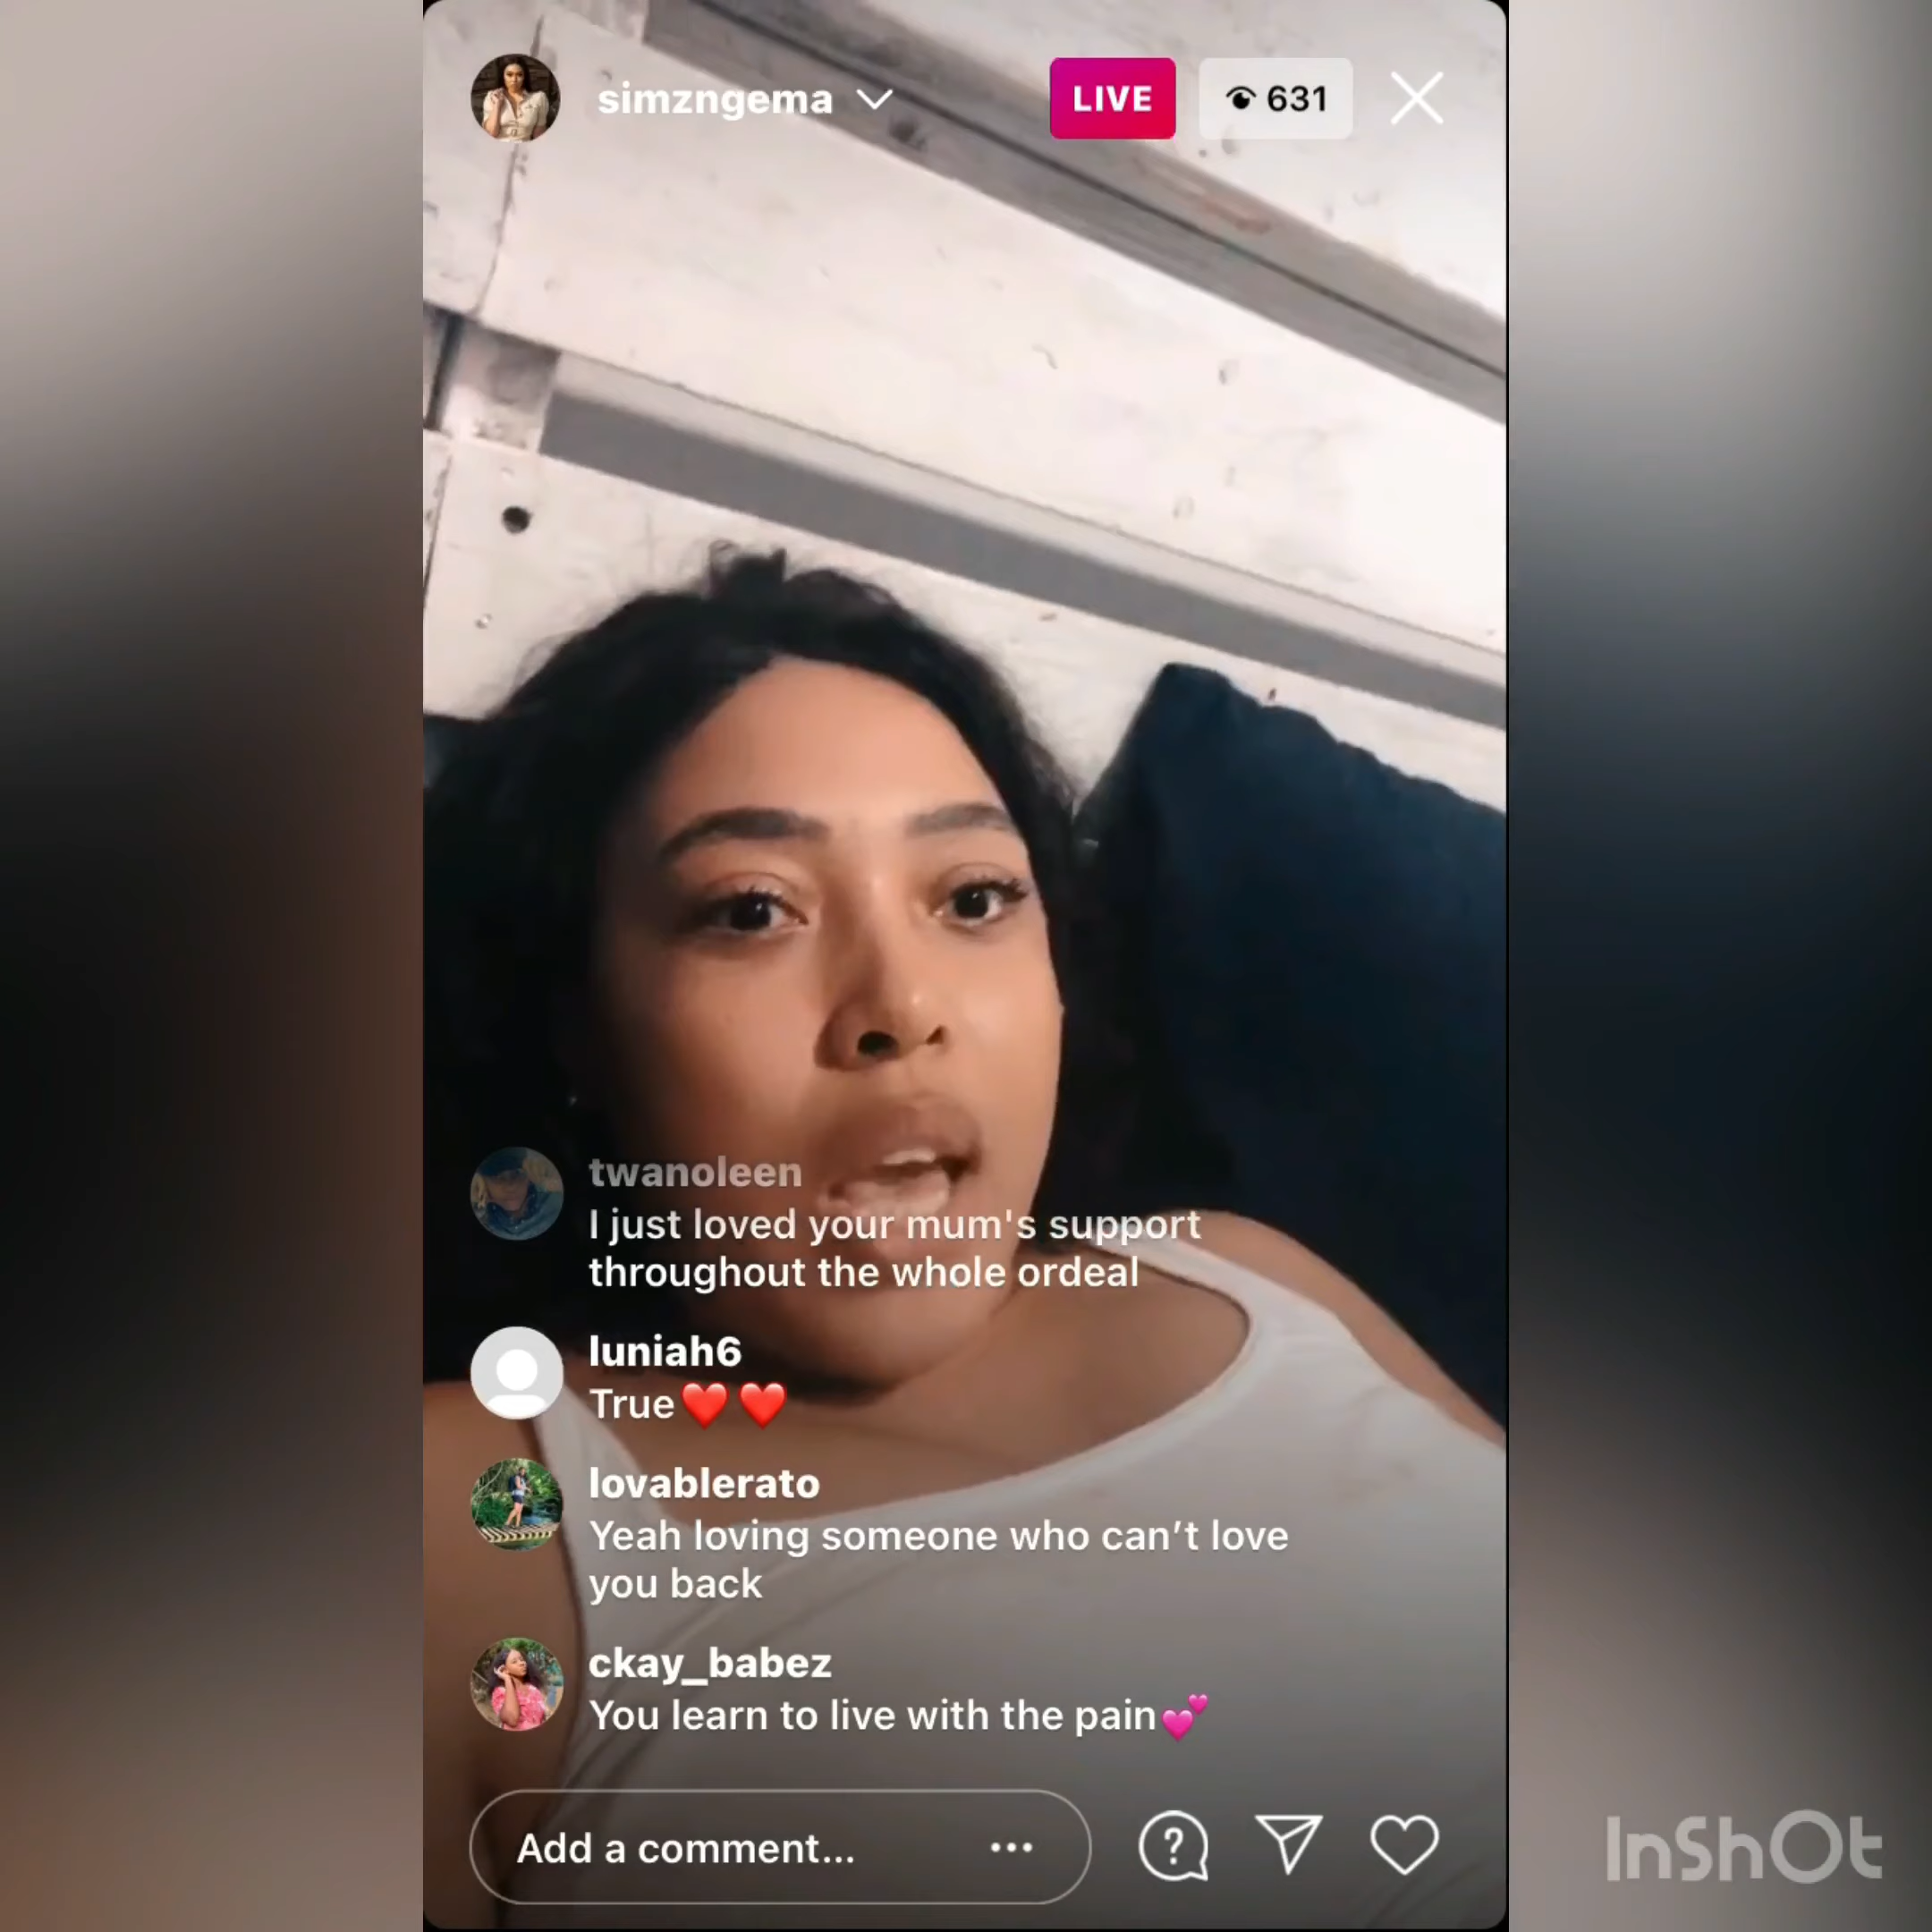 simzngema
LIVE
631
twanoleen
I just loved your mum's support
throughout the whole ordeal
luniah6
True❤️❤️
lovablerato
Yeah loving someone who can't love
you back
ckay_babez
You learn to live with the pain💕
Add a comment...
InShOt